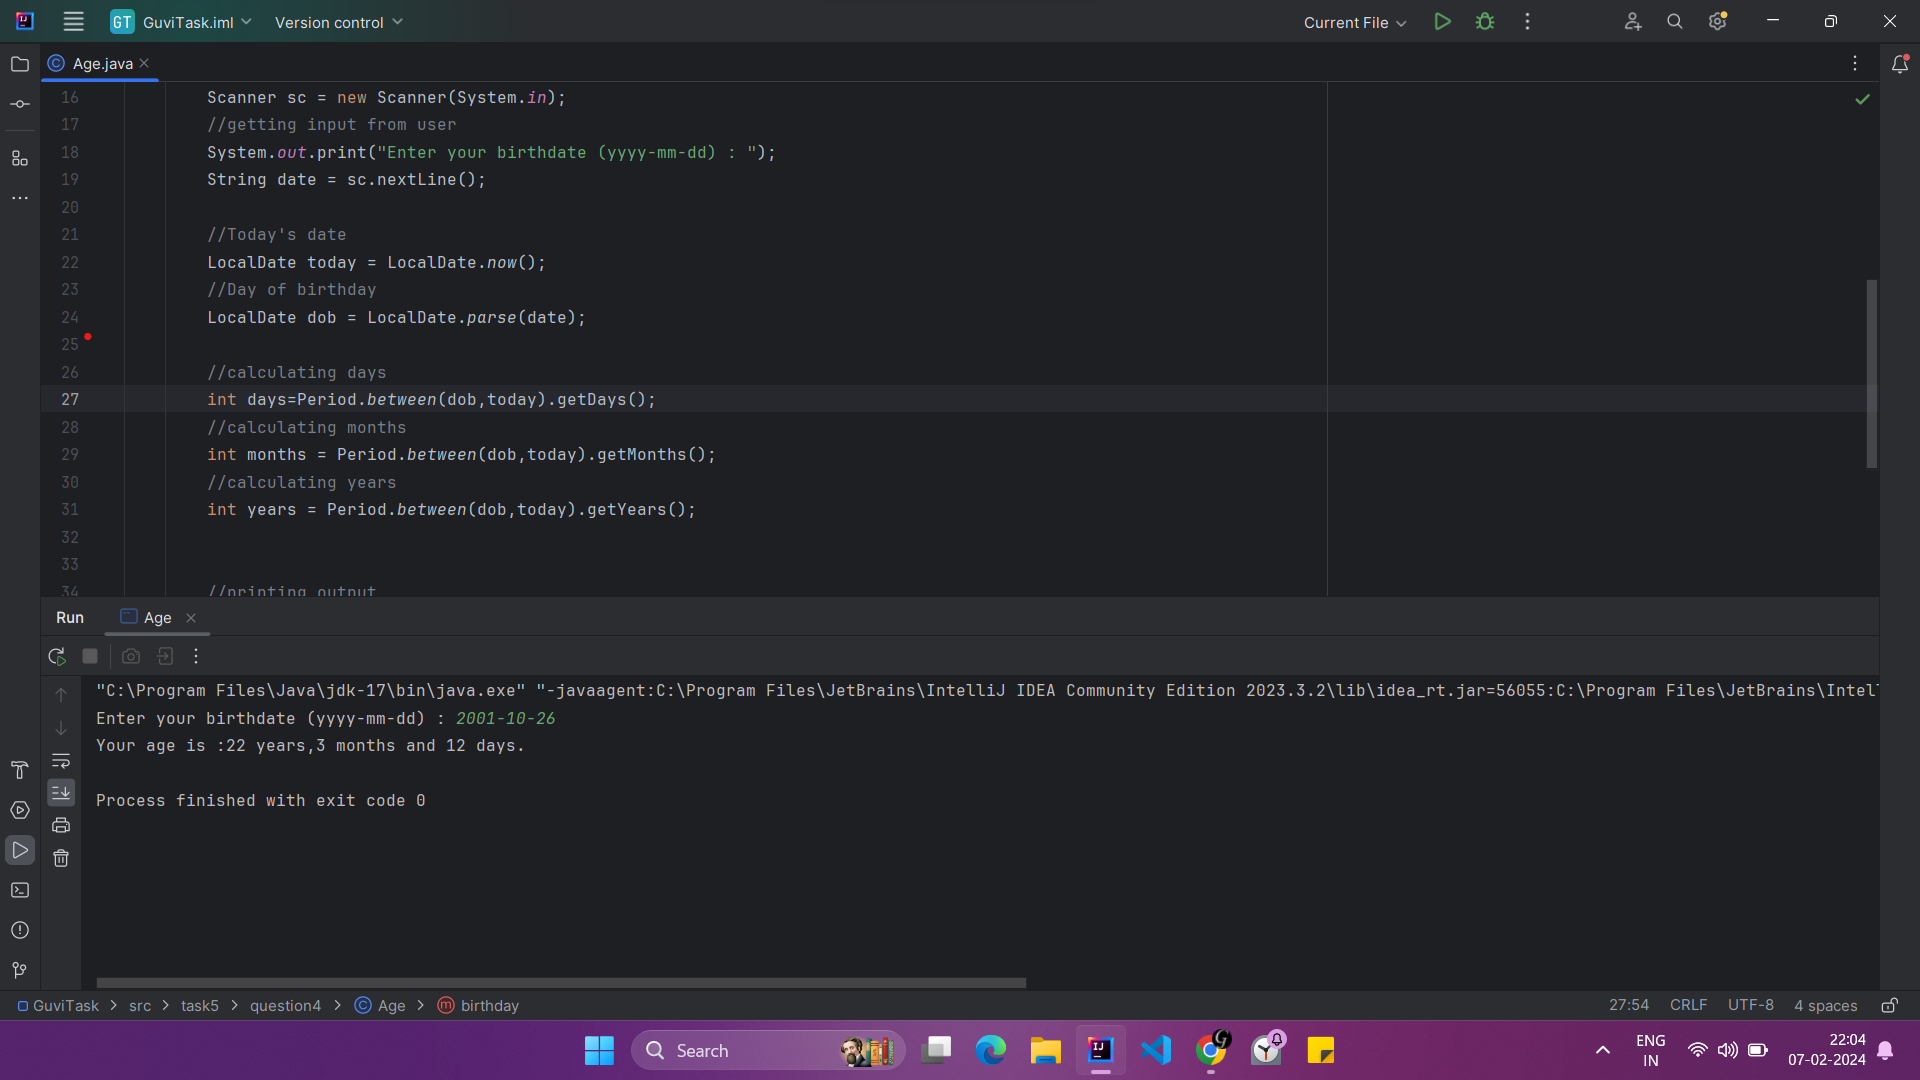 GT GuviTask.iml Version control Current File
Age.java
16 Scanner sc = new Scanner(System.in);
17 //getting input from user
18 System.out.print("Enter your birthdate (yyyy-mm-dd) : ");
19 String date = sc.nextLine();
20
21 //Today's date
22 LocalDate today = LocalDate.now();
23 //Day of birthday
24 LocalDate dob = LocalDate.parse(date);
25
26 //calculating days
27 int days=Period.between(dob,today).getDays();
28 //calculating months
29 int months = Period.between(dob,today).getMonths();
30 //calculating years
31 int years = Period.between(dob,today).getYears();
32
33
34 //printing output
Run Age
"C:\Program Files\Java\jdk-17\bin\java.exe" "-javaagent:C:\Program Files\JetBrains\IntelliJ IDEA Community Edition 2023.3.2\lib\idea_rt.jar=56055:C:\Program Files\JetBrains\Intel
Enter your birthdate (yyyy-mm-dd) : 2001-10-26
Your age is :22 years,3 months and 12 days.
Process finished with exit code 0
GuviTask > src > task5 > question4 > Age > birthday 27:54 CRLF UTF-8 4 spaces
Search
ENG
IN
22:04
07-02-2024